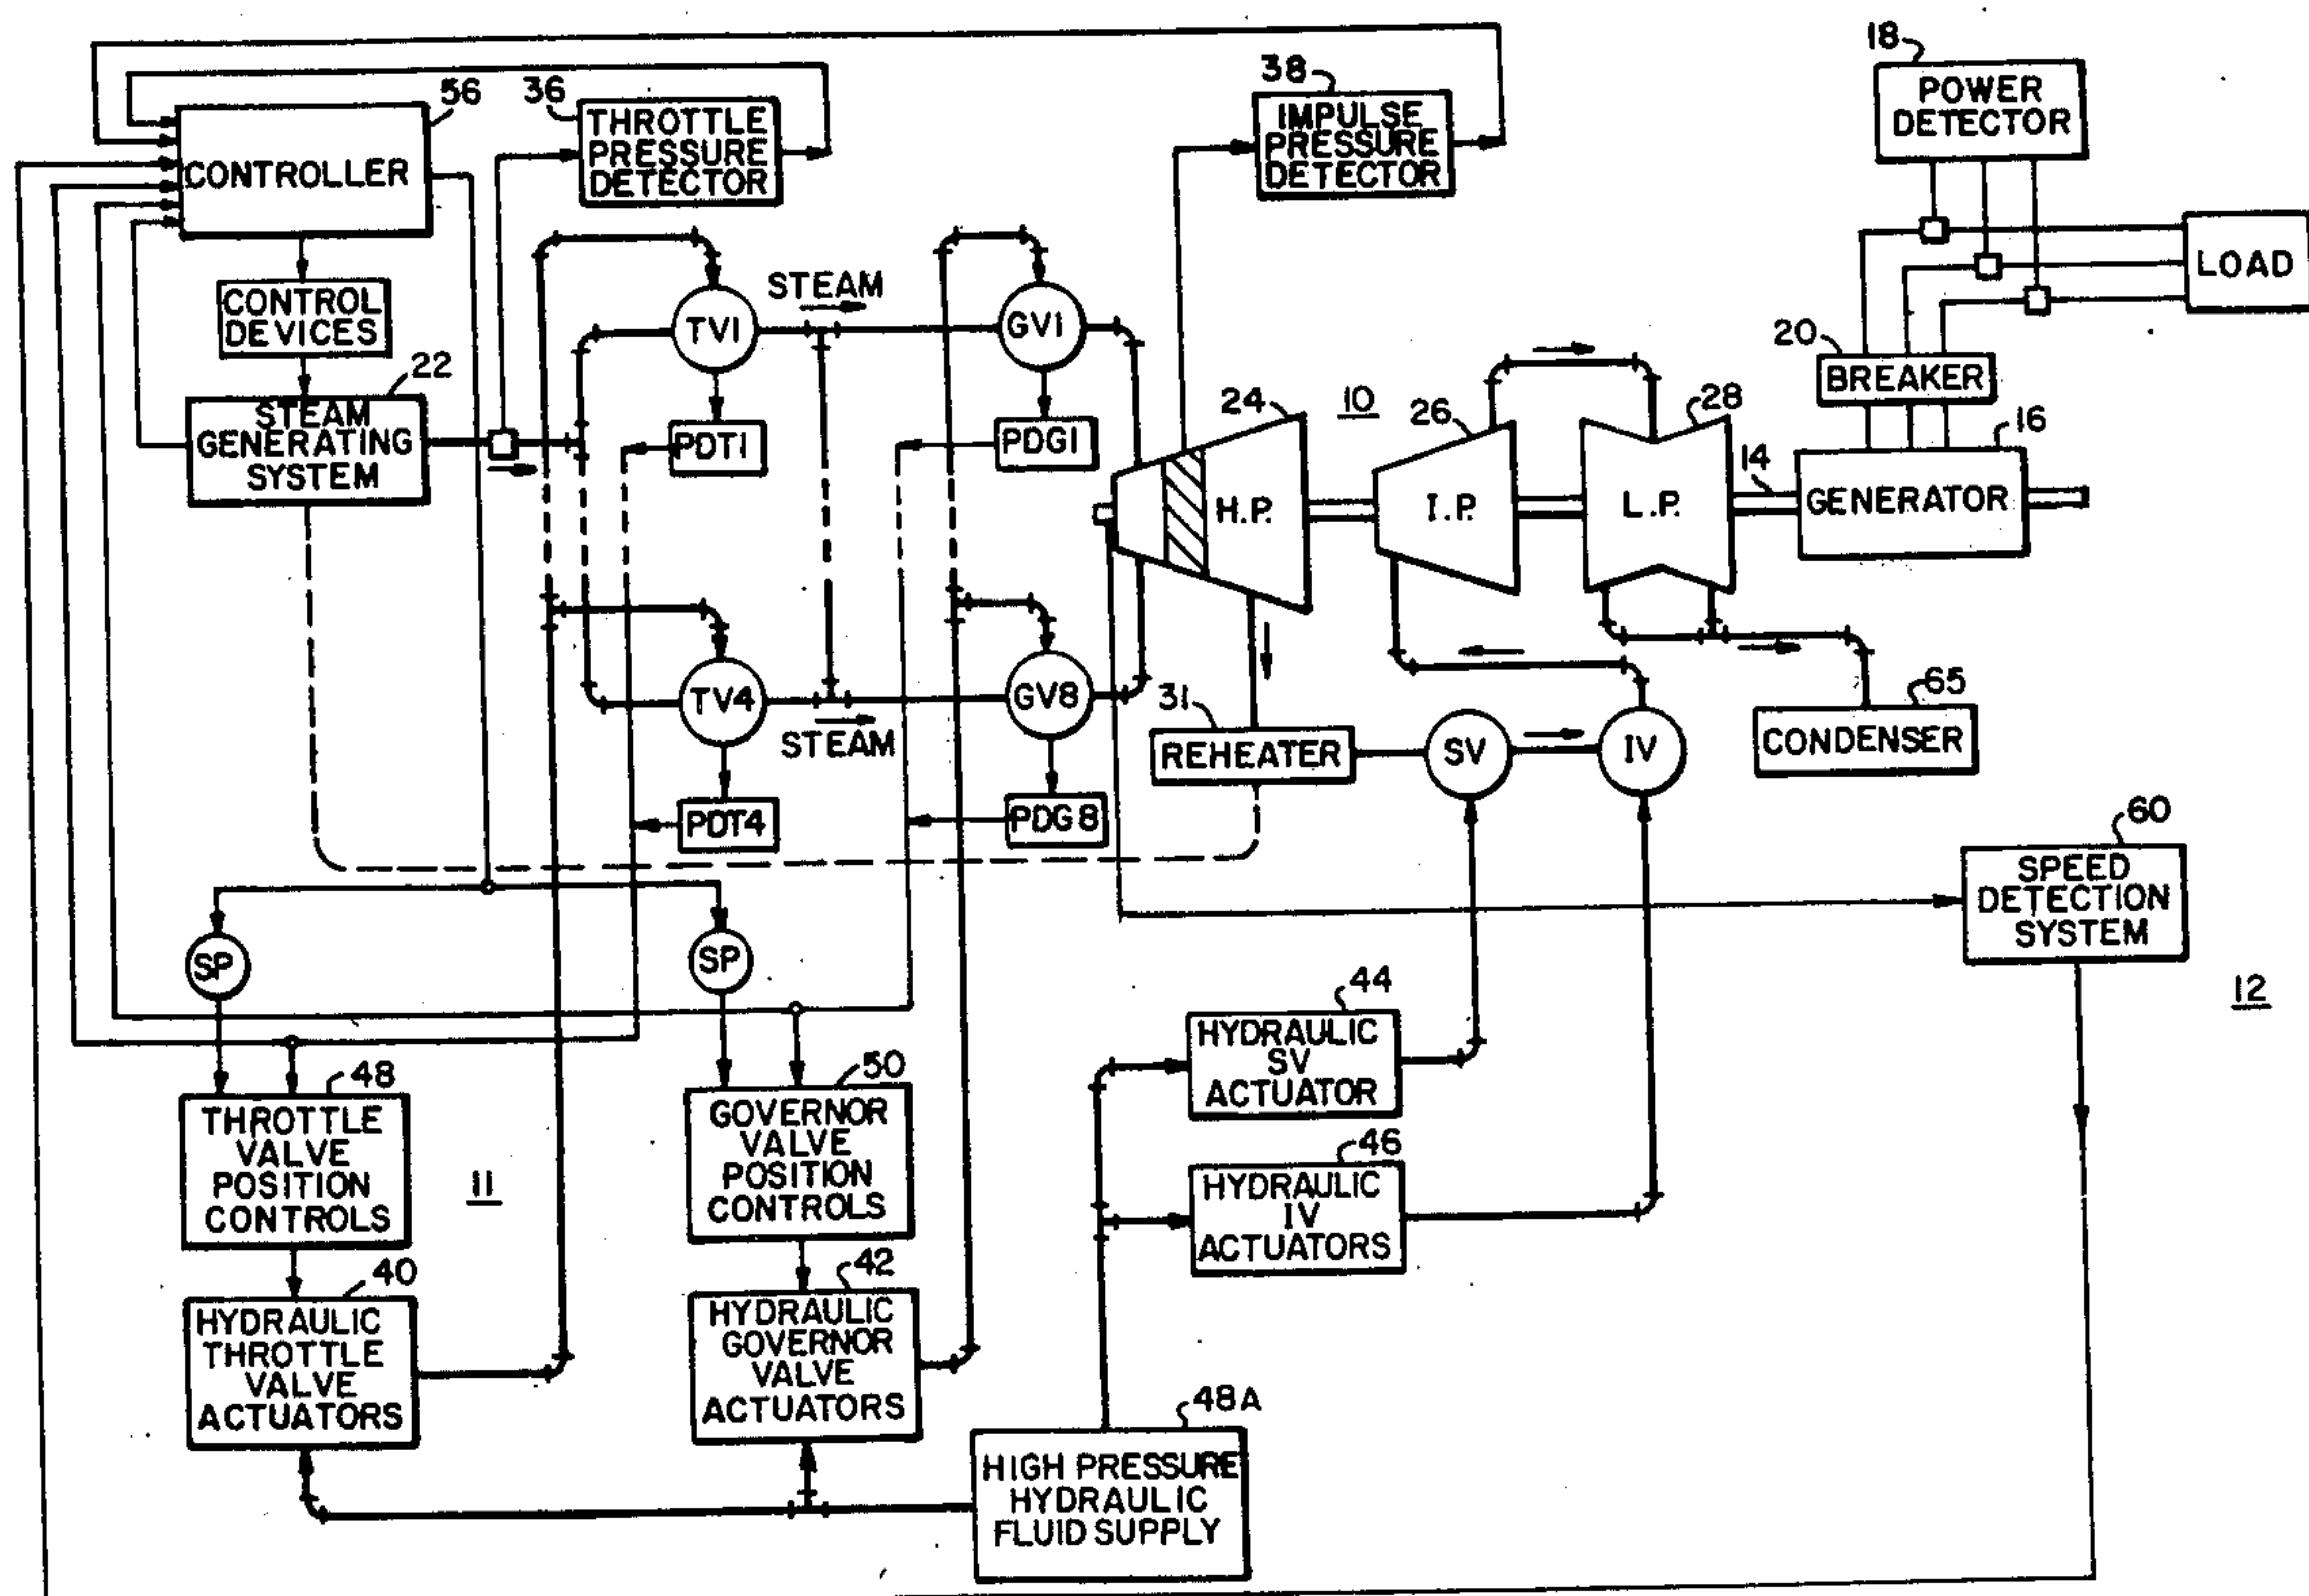 18
POWER
DETECTOR
38
IMPULSE
PRESSURE
DETECTOR
56
CONTROLLER
36
THROTTLE
PRESSURE
DETECTOR
LOAD
CONTROL
DEVICES
STEAM
TV1
GV1
20
BREAKER
22
STEAM
GENERATING
SYSTEM
PDT1
PDG1
24
10
26
28
14
16
H.P.
I.P.
L.P.
GENERATOR
TV4
STEAM
GV8
31
REHEATER
SV
IV
65
CONDENSER
PDT4
PDG8
60
SPEED
DETECTION
SYSTEM
12
SP
SP
44
HYDRAULIC
SV
ACTUATOR
48
THROTTLE
VALVE
POSITION
CONTROLS
11
50
GOVERNOR
VALVE
POSITION
CONTROLS
46
HYDRAULIC
IV
ACTUATORS
40
HYDRAULIC
THROTTLE
VALVE
ACTUATORS
42
HYDRAULIC
GOVERNOR
VALVE
ACTUATORS
48A
HIGH PRESSURE
HYDRAULIC
FLUID SUPPLY